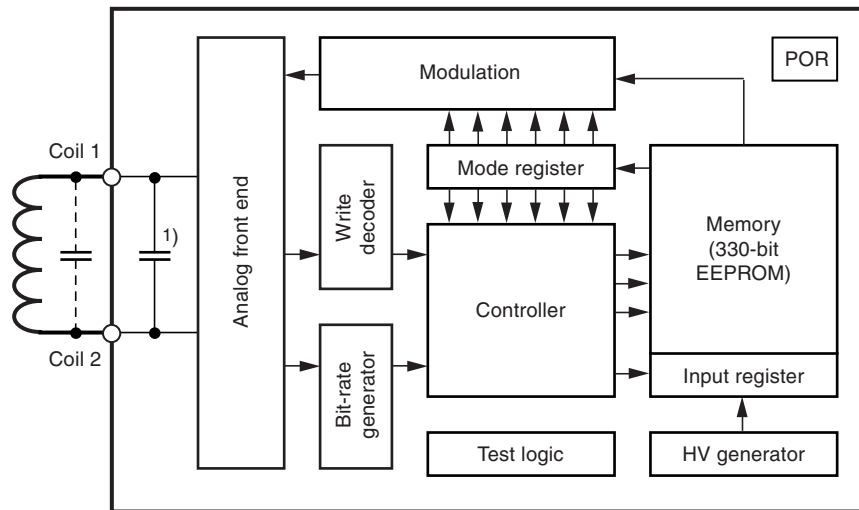 POR
Modulation
Coil 1
Mode register
Write
decoder
1)
Analog front end
Memory
(330-bit
EEPROM)
Controller
Coil 2
Bit-rate
generator
Input register
Test logic
HV generator